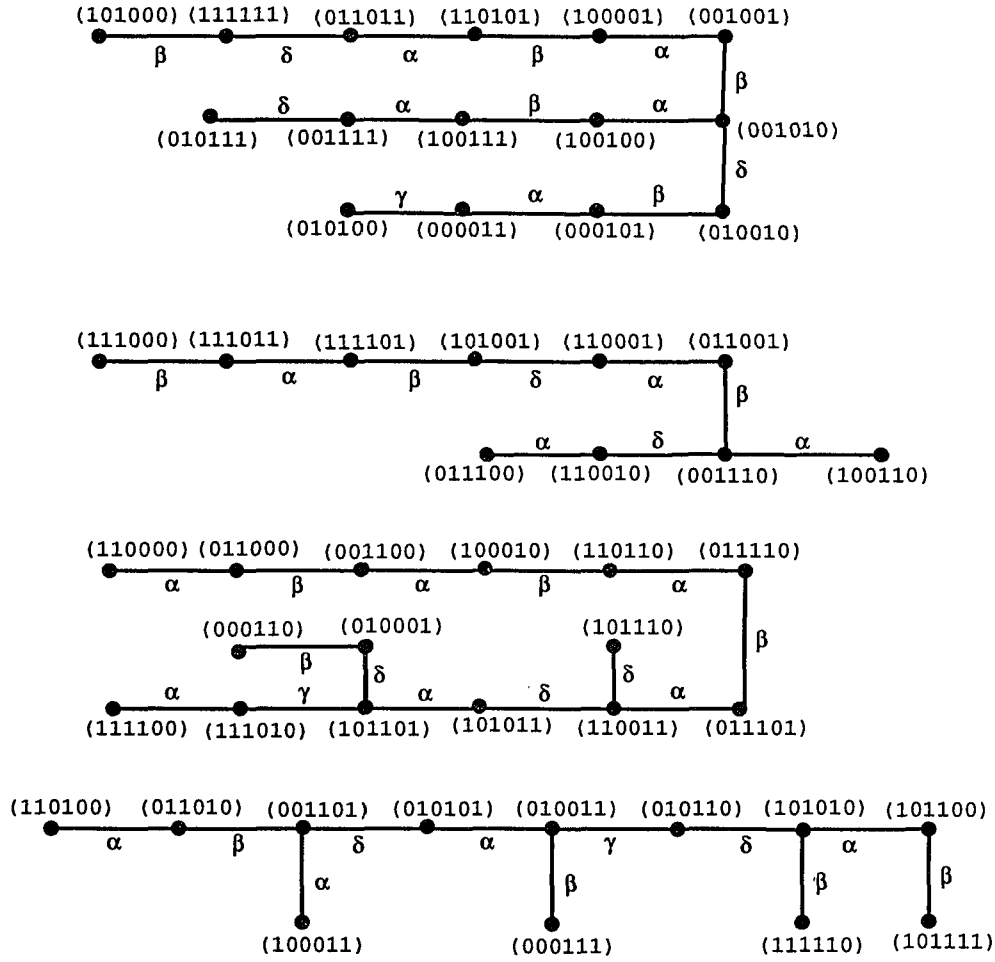 (101000) (111111) (011011) (110101) (100001) (001001)
β δ α β α
β
δ α β α
(010111) (001111) (100111) (100100) (001010)
δ
γ α β
(010100) (000011) (000101) (010010)
(111000) (111011) (111101) (101001) (110001) (011001)
β α β δ α
β
α δ α
(011100) (110010) (001110) (100110)
(110000) (011000) (001100) (100010) (110110) (011110)
α β α β α
(000110) (010001) (101110)
β β
δ δ
α γ α δ α
(111100) (111010) (101101) (101011) (110011) (011101)
(110100) (011010) (001101) (010101) (010011) (010110) (101010) (101100)
α β δ α γ δ α
α β β β
(100011) (000111) (111110) (101111)